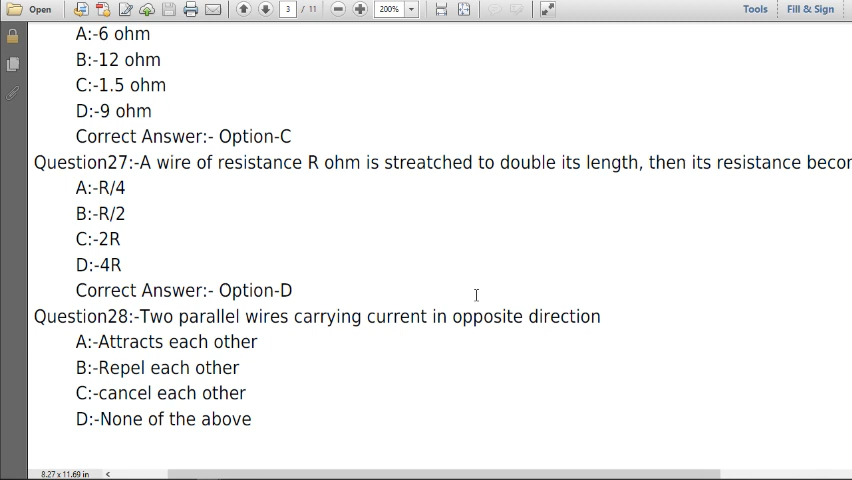 Open 3 / 11 200% Tools Fill & Sign
A:-6 ohm
B:-12 ohm
C:-1.5 ohm
D:-9 ohm
Correct Answer:- Option-C
Question27:-A wire of resistance R ohm is streatched to double its length, then its resistance becor
A:-R/4
B:-R/2
C:-2R
D:-4R
Correct Answer:- Option-D
Question28:-Two parallel wires carrying current in opposite direction
A:-Attracts each other
B:-Repel each other
C:-cancel each other
D:-None of the above
8.27 x 11.69 in